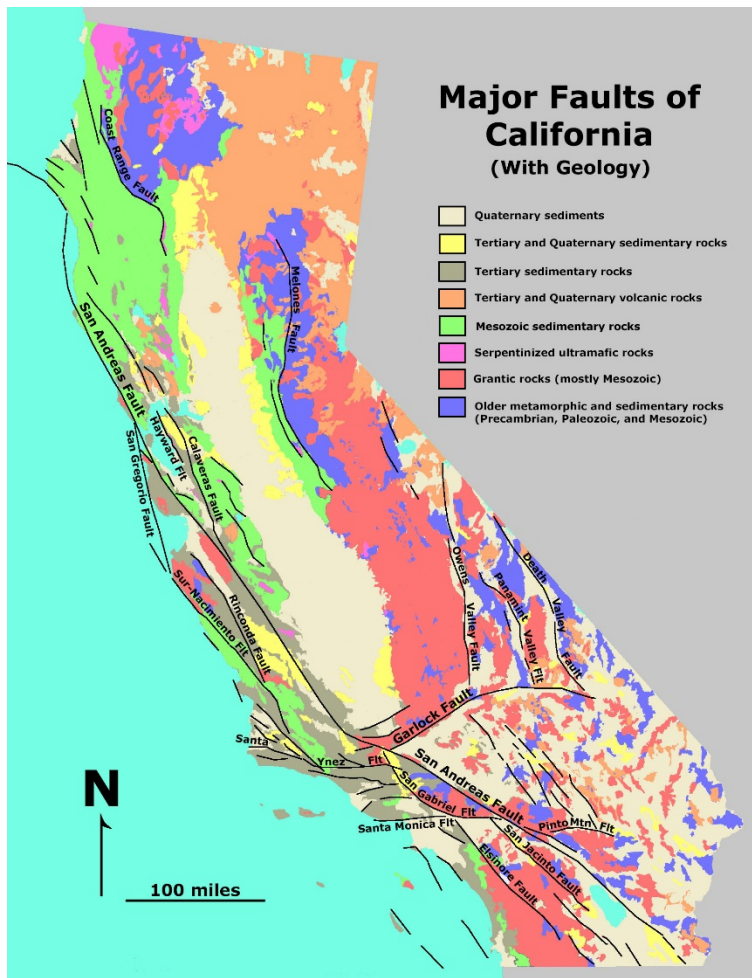 Major Faults of
California
(With Geology)
Quaternary sediments
Tertiary and Quaternary sedimentary rocks
Tertiary sedimentary rocks
Tertiary and Quaternary volcanic rocks
Mesozoic sedimentary rocks
Serpentinized ultramafic rocks
Grantic rocks (mostly Mesozoic)
Older metamorphic and sedimentary rocks
(Precambrian, Paleozoic, and Mesozoic)
Coast Range Fault
Melones Fault
San Andreas Fault
Hayward Flt
Calaveras Fault
San Gregorio Fault
Sur-Nacimiento Flt
Rinconda Fault
Owens Valley Fault
Panamint Valley Flt
Death Valley Fault
Garlock Fault
Santa Ynez Flt
San Andreas Fault
San Gabriel Flt
Santa Monica Flt
Pinto Mtn Flt
San Jacinto Fault
Elsinore Fault
N
100 miles